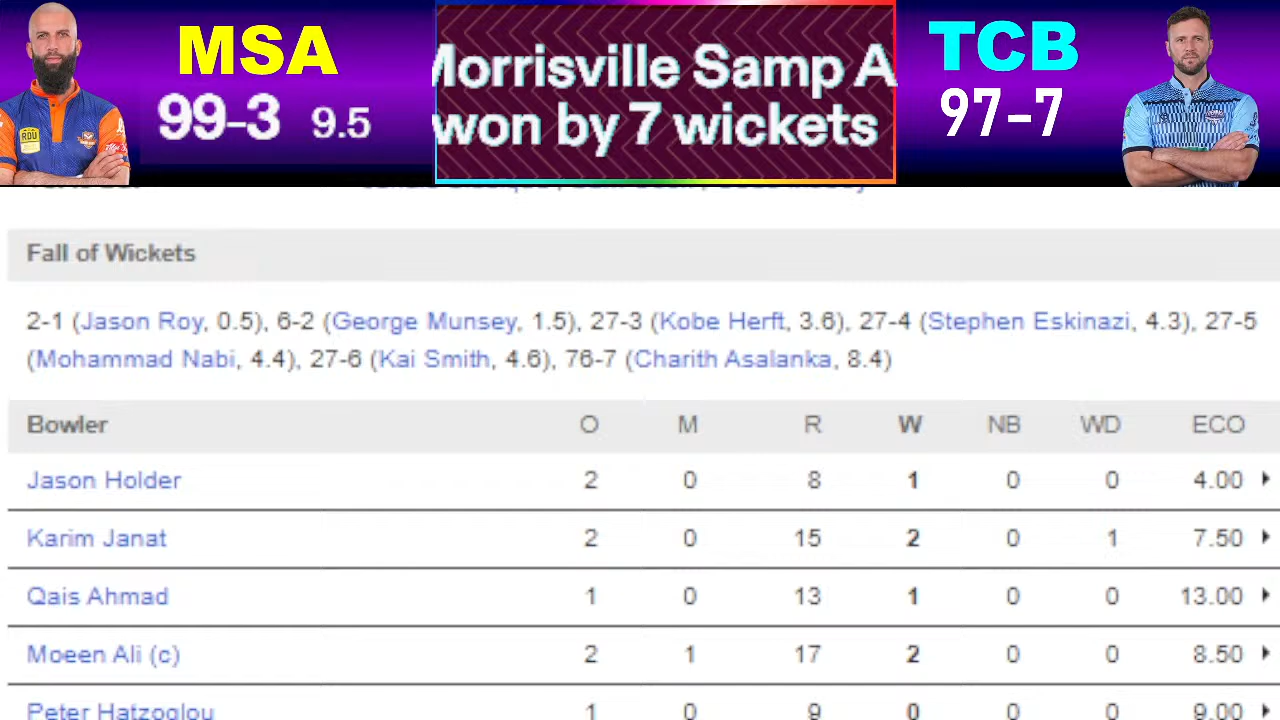 MSA
99-3 9.5
Morrisville Samp A
won by 7 wickets
TCB
97-7
Fall of Wickets
2-1 (Jason Roy, 0.5), 6-2 (George Munsey, 1.5), 27-3 (Kobe Herft, 3.6), 27-4 (Stephen Eskinazi, 4.3), 27-5
(Mohammad Nabi, 4.4), 27-6 (Kai Smith, 4.6), 76-7 (Charith Asalanka, 8.4)
Bowler O M R W NB WD ECO
Jason Holder 2 0 8 1 0 0 4.00
Karim Janat 2 0 15 2 0 1 7.50
Qais Ahmad 1 0 13 1 0 0 13.00
Moeen Ali (c) 2 1 17 2 0 0 8.50
Peter Hatzoglou 1 0 9 0 0 0 9.00